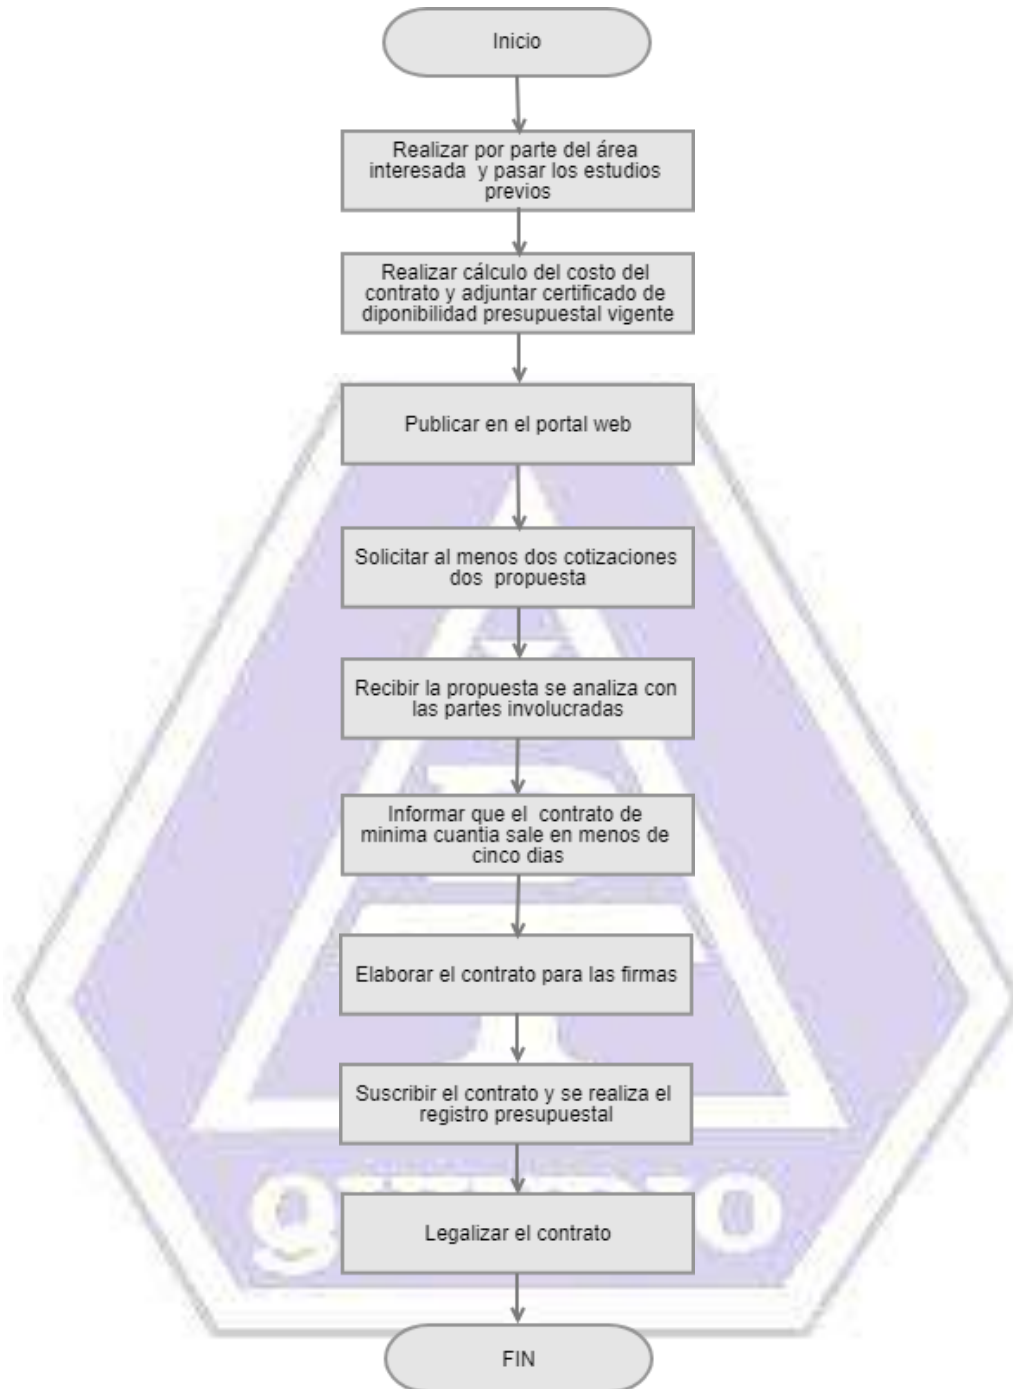 Inicio
Realizar por parte del área
interesada  y pasar los estudios
previos
Realizar cálculo del costo del
contrato y adjuntar certificado de
diponibilidad presupuestal vigente
Publicar en el portal web
Solicitar al menos dos cotizaciones
dos  propuesta
Recibir la propuesta se analiza con
las partes involucradas
Informar que el  contrato de
minima cuantia sale en menos de
cinco dias
Elaborar el contrato para las firmas
Suscribir el contrato y se realiza el
registro presupuestal
Legalizar el contrato
FIN